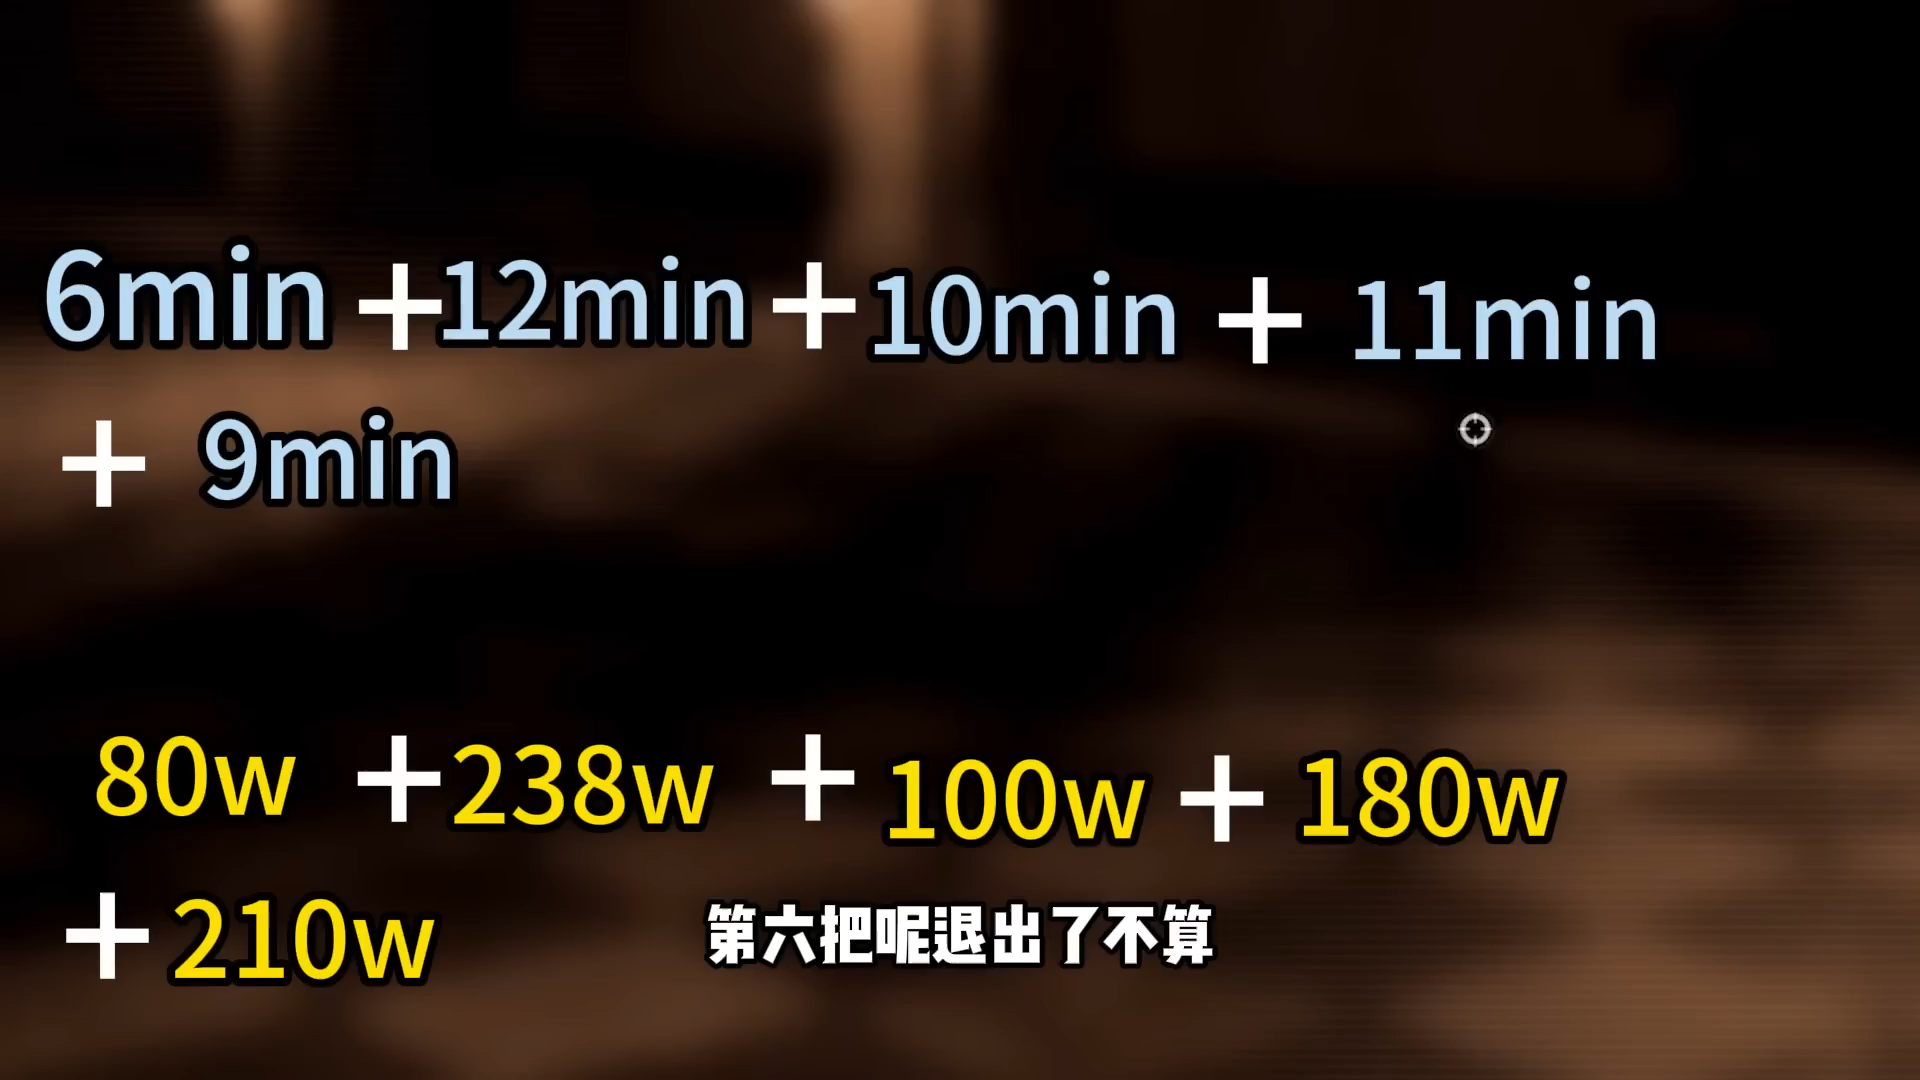 6min +12min +10min + 11min
+ 9min
80w +238w + 100w + 180w
+210w
第六把呢退出了不算